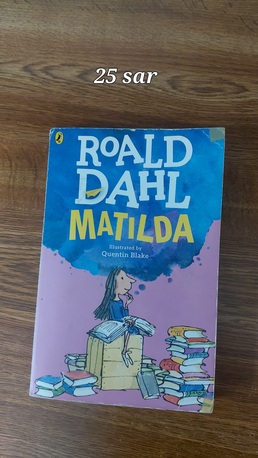 25 sar
ROALD
DAHL
MATILDA
Illustrated by
Quentin Blake